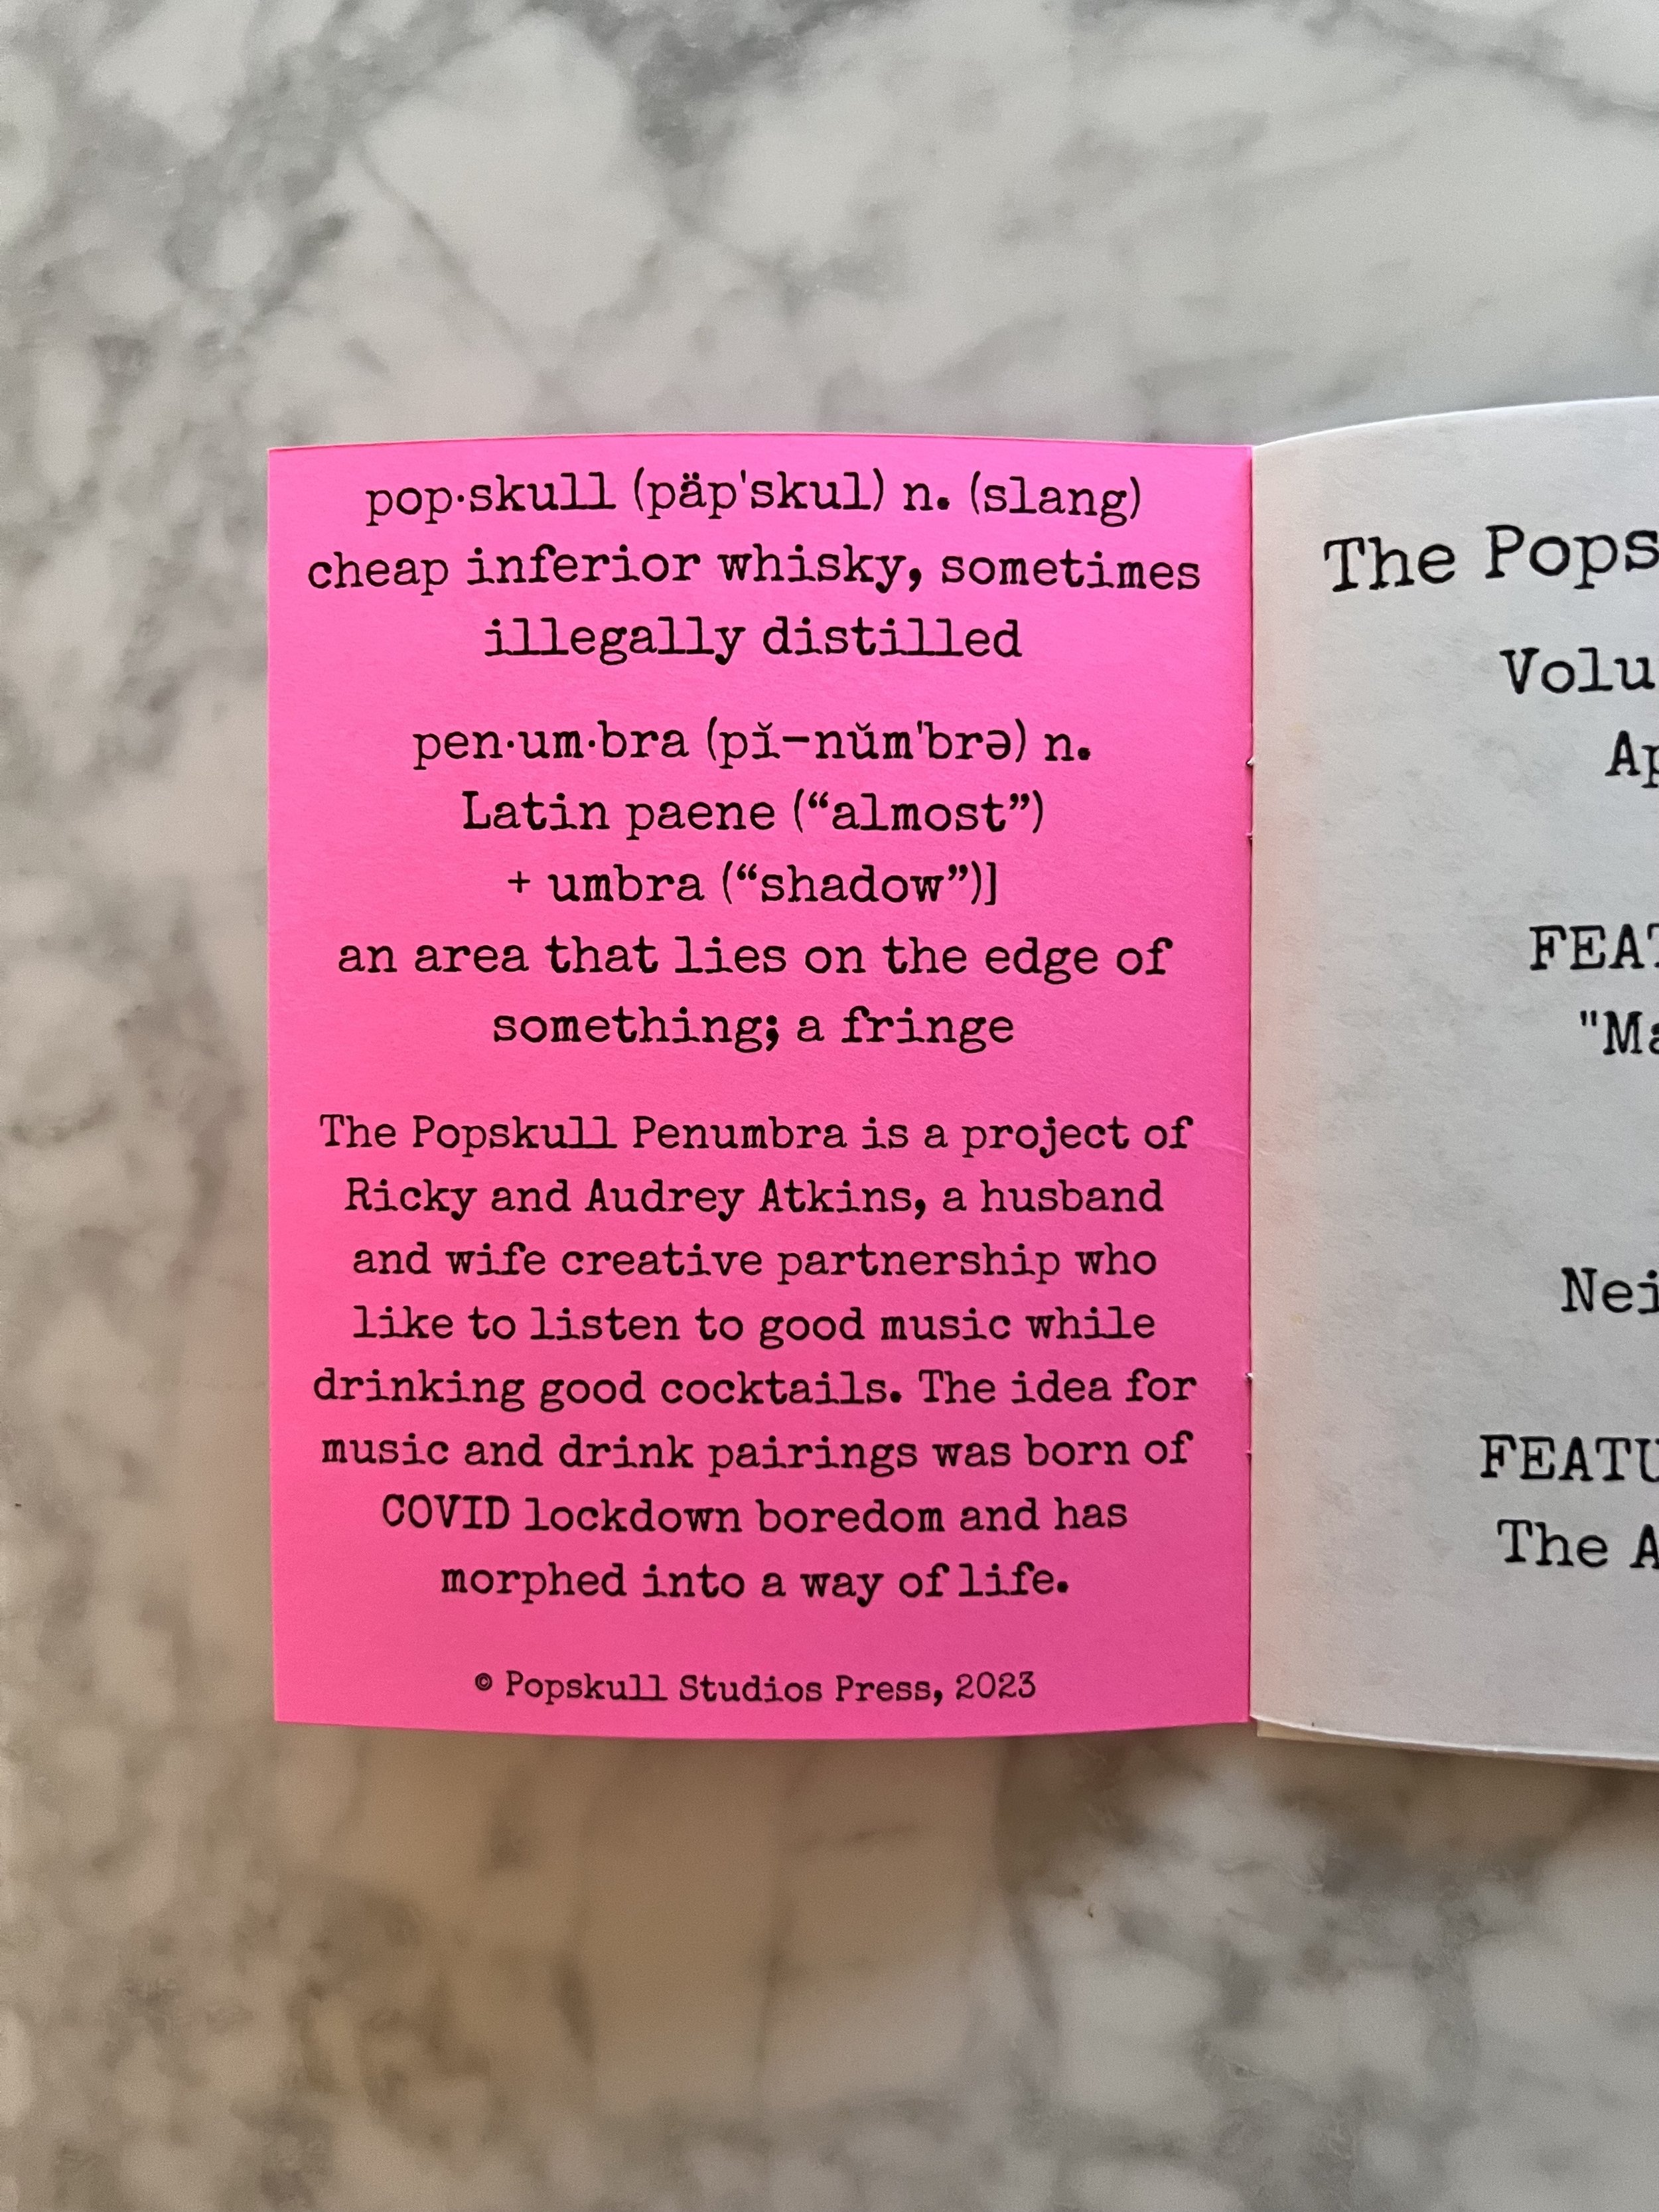 pop·skull (päp'skul) n. (slang)
cheap inferior whisky, sometimes
illegally distilled
pen·um·bra (pĭ-nŭm'brə) n.
Latin paene (“almost”)
+ umbra (“shadow”)]
an area that lies on the edge of
something; a fringe
The Popskull Penumbra is a project of
Ricky and Audrey Atkins, a husband
and wife creative partnership who
like to listen to good music while
drinking good cocktails. The idea for
music and drink pairings was born of
COVID lockdown boredom and has
morphed into a way of life.
© Popskull Studios Press, 2023
The Pops
Volu
Ap
FEAT
"Ma
Nei
FEATU
The A